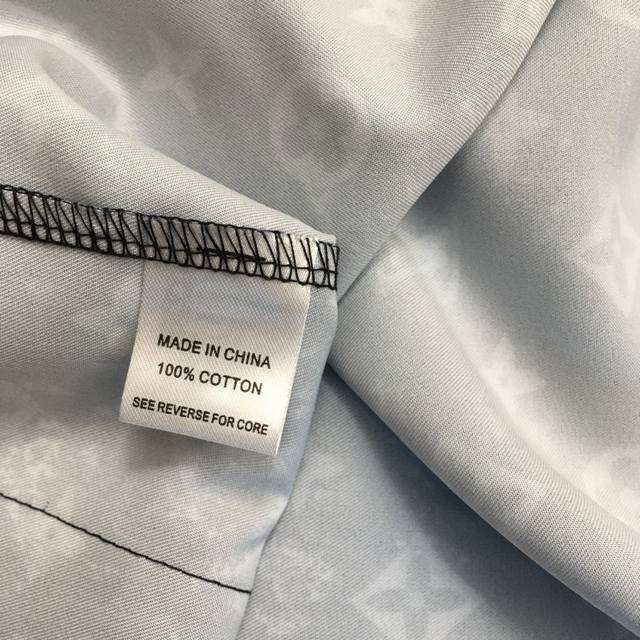 MADE IN CHINA
100% COTTON
SEE REVERSE FOR CORE